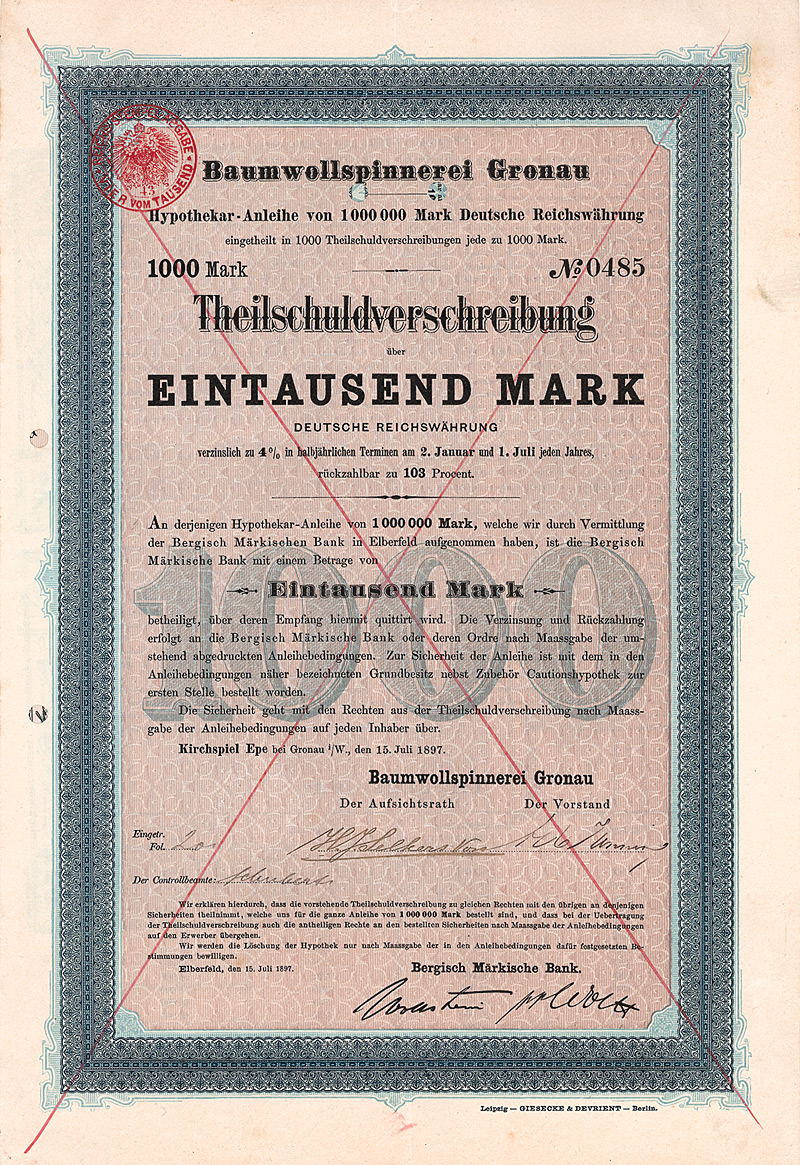 Baumwollspinnerei Gronau
Hypothekar-Anleihe von 1 000 000 Mark Deutsche Reichswährung
eingetheilt in 1000 Theilschuldverschreibungen jede zu 1000 Mark.
1000 Mark
№ 0485
Theilschuldverschreibung
über
EINTAUSEND MARK
DEUTSCHE REICHSWÄHRUNG
verzinslich zu 4% in halbjährlichen Terminen am 2. Januar und 1. Juli jeden Jahres,
rückzahlbar zu 103 Procent.
An derjenigen Hypothekar-Anleihe von 1 000 000 Mark, welche wir durch Vermittlung
der Bergisch Märkischen Bank in Elberfeld aufgenommen haben, ist die Bergisch
Märkische Bank mit einem Betrage von
Eintausend Mark
1000
betheiligt, über deren Empfang hiermit quittirt wird. Die Verzinsung und Rückzahlung
erfolgt an die Bergisch Märkische Bank oder deren Ordre nach Maassgabe der um-
stehend abgedruckten Anleihebedingungen. Zur Sicherheit der Anleihe ist mit dem in den
Anleihebedingungen näher bezeichneten Grundbesitz nebst Zubehör Cautionshypothek zur
ersten Stelle bestellt worden.
Die Sicherheit geht mit den Rechten aus der Theilschuldverschreibung nach Maass-
gabe der Anleihebedingungen auf jeden Inhaber über.
Kirchspiel Epe bei Gronau i/W., den 15. Juli 1897.
Baumwollspinnerei Gronau
Der Aufsichtsrath Der Vorstand
Eingetr.
Fol. 20
Der Controllbeamte:
Wir erklären hierdurch, dass die vorstehende Theilschuldverschreibung zu gleichen Rechten mit den übrigen an denjenigen
Sicherheiten theilnimmt, welche uns für die ganze Anleihe von 1 000 000 Mark bestellt sind, und dass bei der Uebertragung
der Theilschuldverschreibung auch die antheiligen Rechte an den bestellten Sicherheiten nach Maassgabe der Anleihebedingungen
auf den Erwerber übergehen.
Wir werden die Löschung der Hypothek nur nach Maassgabe der in den Anleihebedingungen dafür festgesetzten Be-
stimmungen bewilligen.
Elberfeld, den 15. Juli 1897.
Bergisch Märkische Bank.
Leipzig — GIESECKE & DEVRIENT — Berlin.
VOM TAUSEND